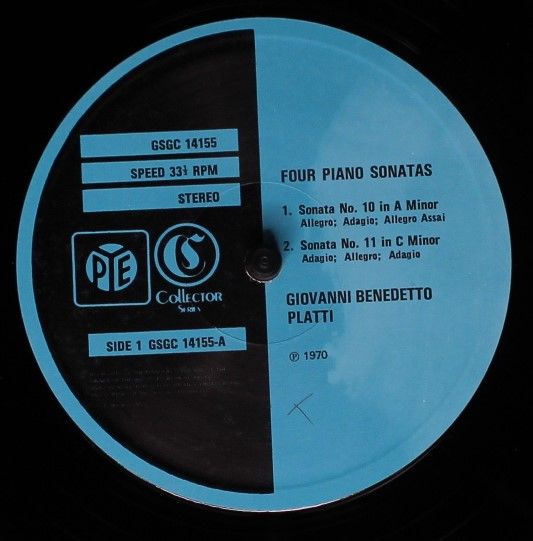 GSGC 14155
SPEED 33⅓ RPM
STEREO
PYE
Collector
Series
SIDE 1 GSGC 14155-A
FOUR PIANO SONATAS
1. Sonata No. 10 in A Minor
Allegro; Adagio; Allegro Assai
2. Sonata No. 11 in C Minor
Adagio; Allegro; Adagio
GIOVANNI BENEDETTO
PLATTI
℗ 1970